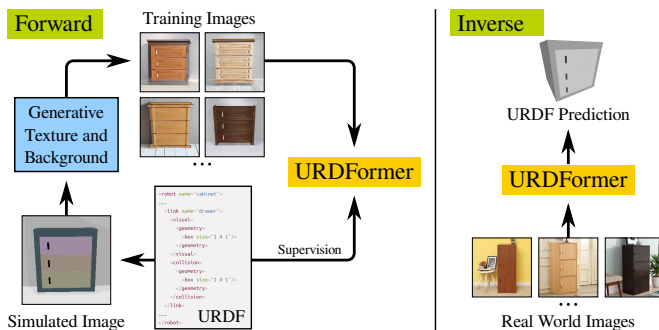 Forward
Training Images
Generative
Texture and
Background
...
URDFormer
<robot name="cabinet">
...
<link name="drawer">
<visual>
<geometry>
<box size="1 4 1"/>
</geometry>
</visual>
<collision>
<geometry>
<box size="1 4 1"/>
</geometry>
</collision>
</link>
...
</robot>
URDF
Supervision
Simulated Image
Inverse
URDF Prediction
URDFormer
...
Real World Images